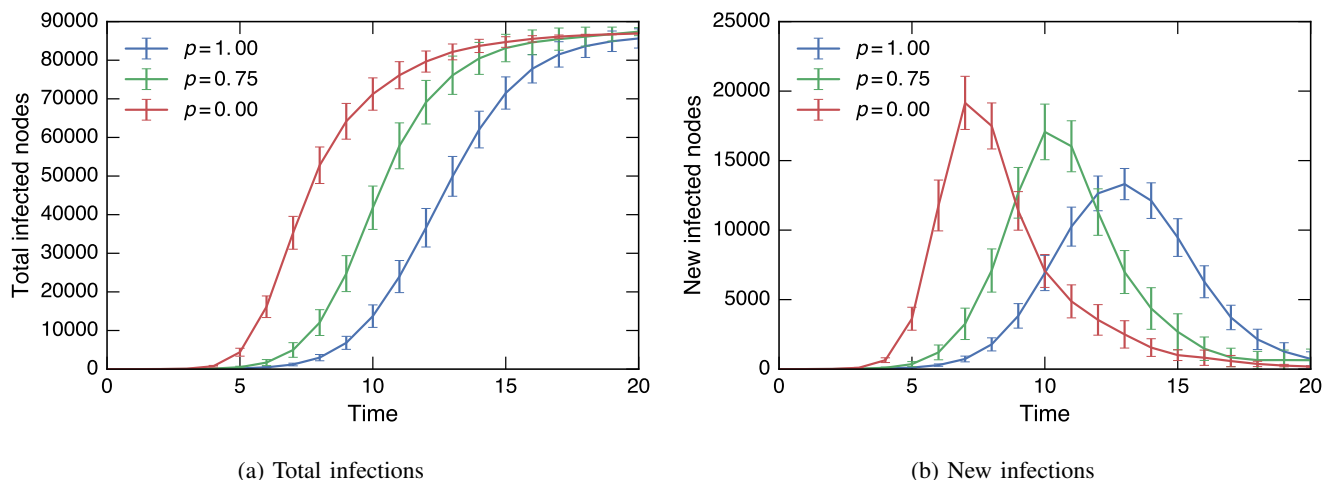 90000
80000
70000
60000
50000
40000
30000
20000
10000
0
Total infected nodes
p=1.00
p=0.75
p=0.00
0 5 10 15 20
Time
(a) Total infections
25000
20000
15000
10000
5000
0
New infected nodes
p=1.00
p=0.75
p=0.00
0 5 10 15 20
Time
(b) New infections